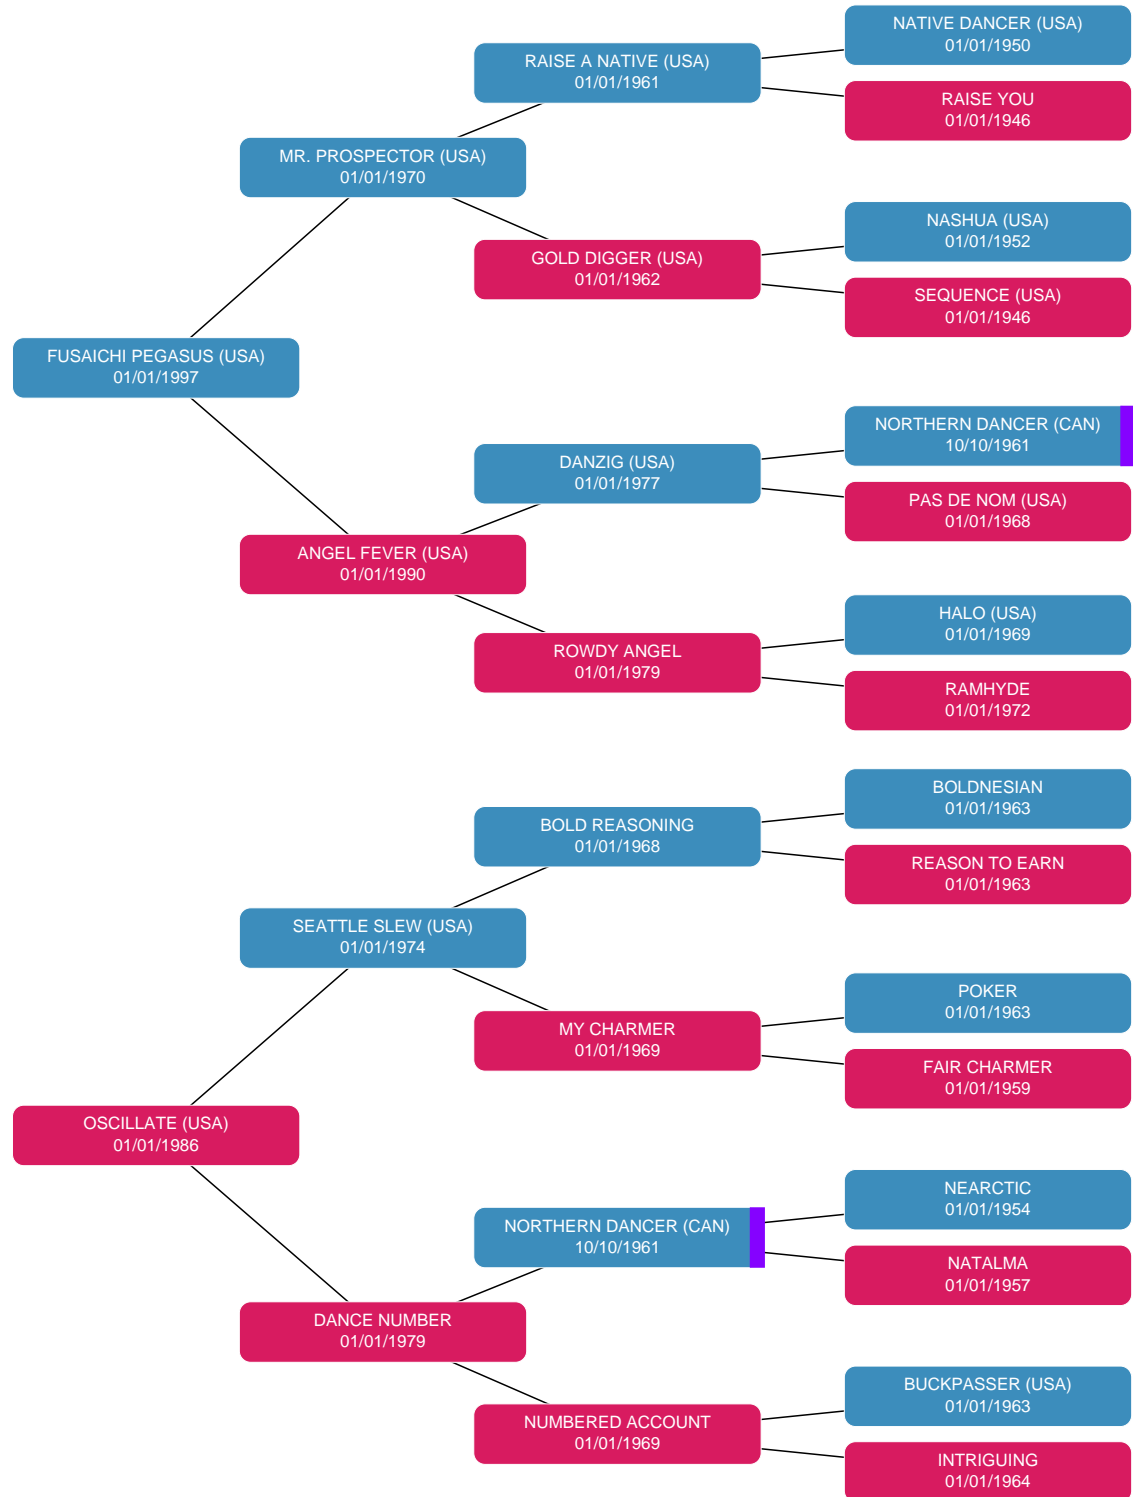 NATIVE DANCER (USA)
01/01/1950
RAISE A NATIVE (USA)
01/01/1961
RAISE YOU
01/01/1946
MR. PROSPECTOR (USA)
01/01/1970
NASHUA (USA)
01/01/1952
GOLD DIGGER (USA)
01/01/1962
SEQUENCE (USA)
01/01/1946
FUSAICHI PEGASUS (USA)
01/01/1997
NORTHERN DANCER (CAN)
10/10/1961
DANZIG (USA)
01/01/1977
PAS DE NOM (USA)
01/01/1968
ANGEL FEVER (USA)
01/01/1990
HALO (USA)
01/01/1969
ROWDY ANGEL
01/01/1979
RAMHYDE
01/01/1972
BOLDNESIAN
01/01/1963
BOLD REASONING
01/01/1968
REASON TO EARN
01/01/1963
SEATTLE SLEW (USA)
01/01/1974
POKER
01/01/1963
MY CHARMER
01/01/1969
FAIR CHARMER
01/01/1959
OSCILLATE (USA)
01/01/1986
NEARCTIC
01/01/1954
NORTHERN DANCER (CAN)
10/10/1961
NATALMA
01/01/1957
DANCE NUMBER
01/01/1979
BUCKPASSER (USA)
01/01/1963
NUMBERED ACCOUNT
01/01/1969
INTRIGUING
01/01/1964